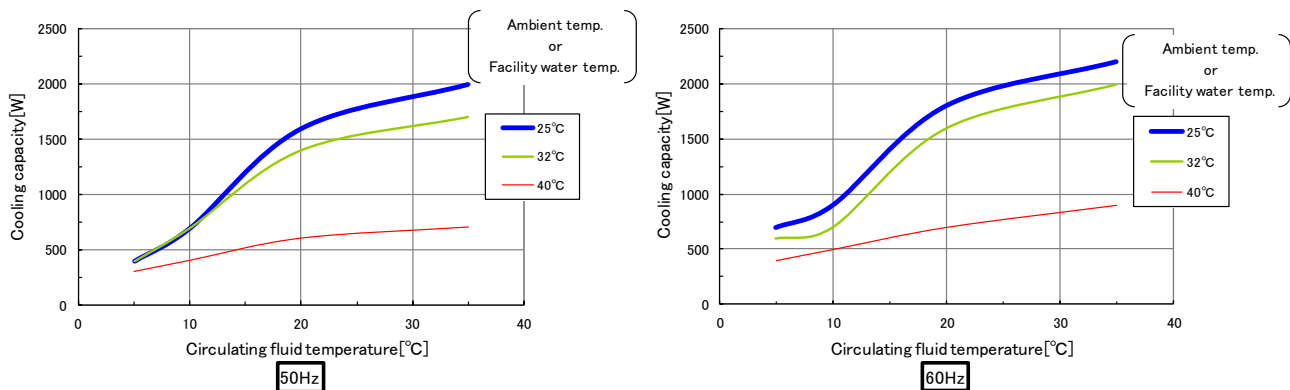 2500
2000
1500
1000
500
0
Cooling capacity[W]
0
10
20
30
40
Circulating fluid temperature[℃]
50Hz
Ambient temp.
or
Facility water temp.
25℃
32℃
40℃
2500
2000
1500
1000
500
0
Cooling capacity[W]
0
10
20
30
40
Circulating fluid temperature[℃]
60Hz
Ambient temp.
or
Facility water temp.
25℃
32℃
40℃